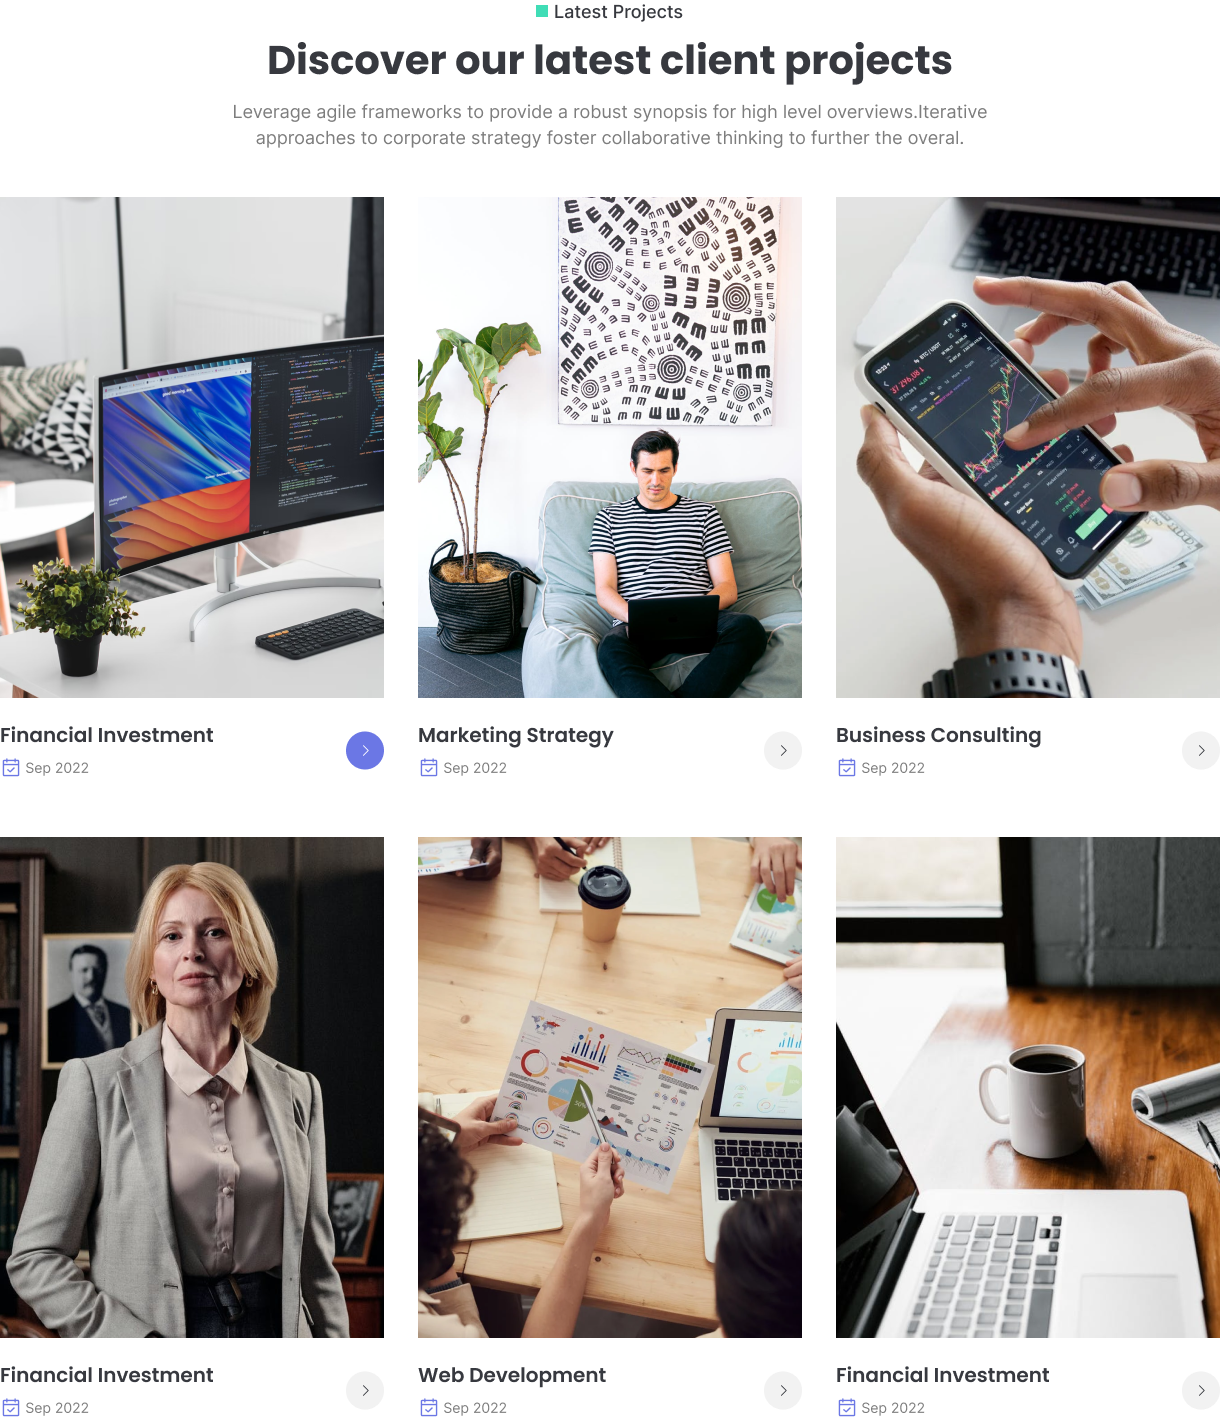 Latest Projects
Discover our latest client projects
Leverage agile frameworks to provide a robust synopsis for high level overviews.Iterative
approaches to corporate strategy foster collaborative thinking to further the overal.
Financial Investment
Sep 2022
Marketing Strategy
Sep 2022
Business Consulting
Sep 2022
Financial Investment
Sep 2022
Web Development
Sep 2022
Financial Investment
Sep 2022